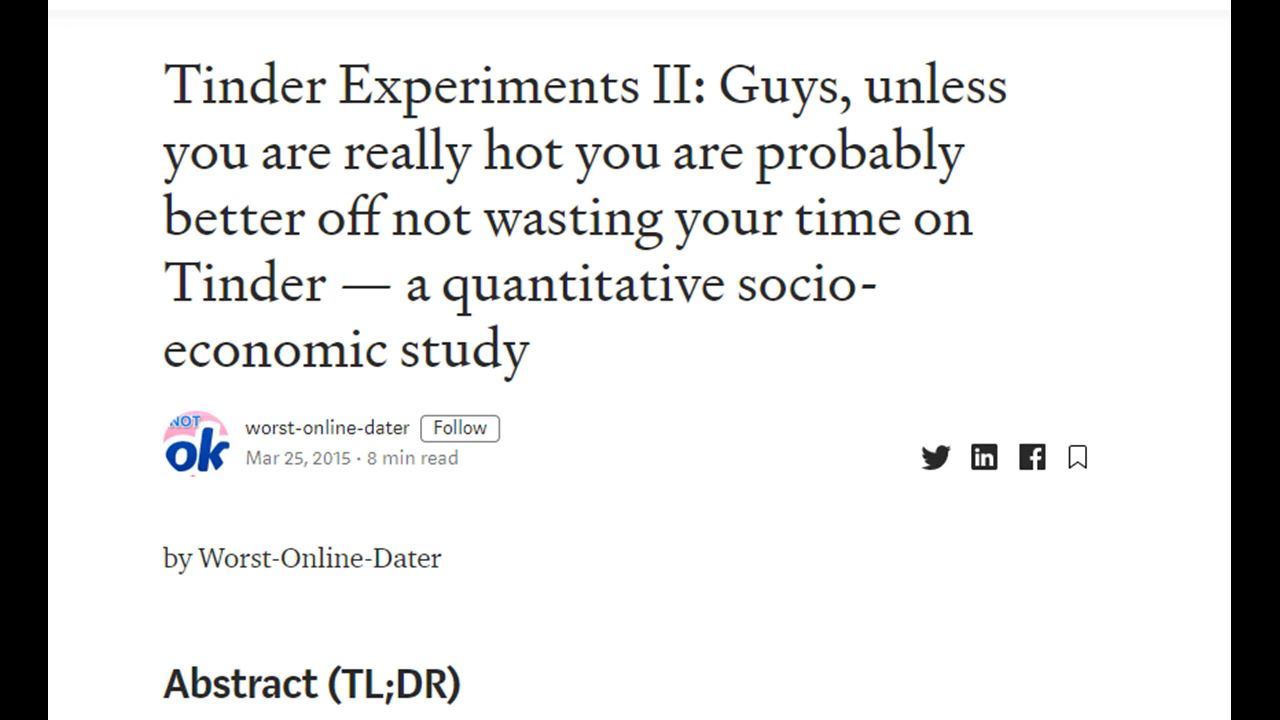 Tinder Experiments II: Guys, unless
you are really hot you are probably
better off not wasting your time on
Tinder — a quantitative socio-
economic study
NOT
ok
worst-online-dater Follow
Mar 25, 2015 · 8 min read
by Worst-Online-Dater
Abstract (TL;DR)